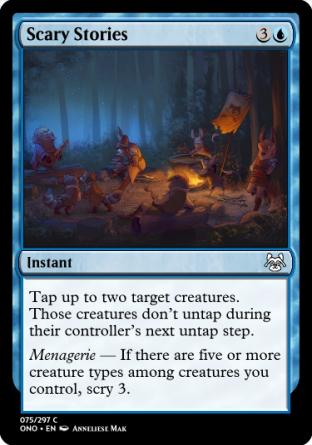 Scary Stories 3
Instant
Tap up to two target creatures.
Those creatures don't untap during
their controller's next untap step.
Menagerie — If there are five or more
creature types among creatures you
control, scry 3.
075/297 C
ONO • EN Anneliese Mak